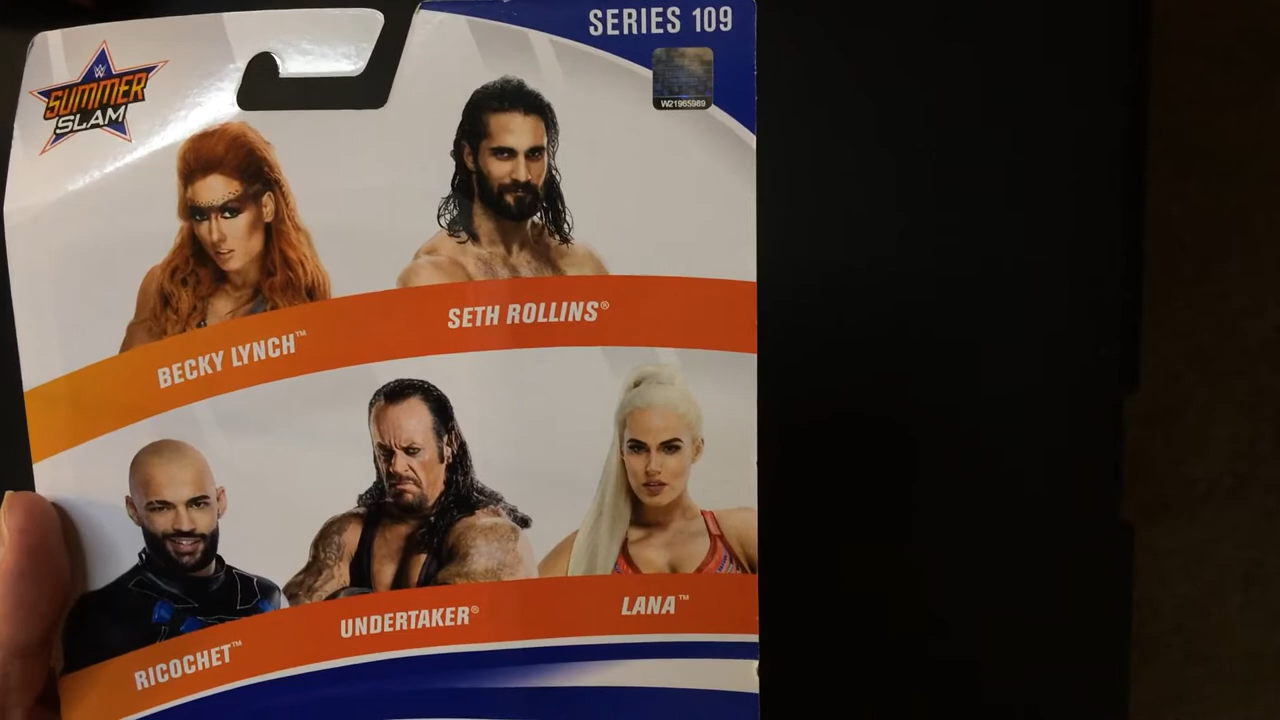 SERIES 109
W
SUMMER
SLAM
W21965989
BECKY LYNCH™
SETH ROLLINS®
RICOCHET™
UNDERTAKER®
LANA™